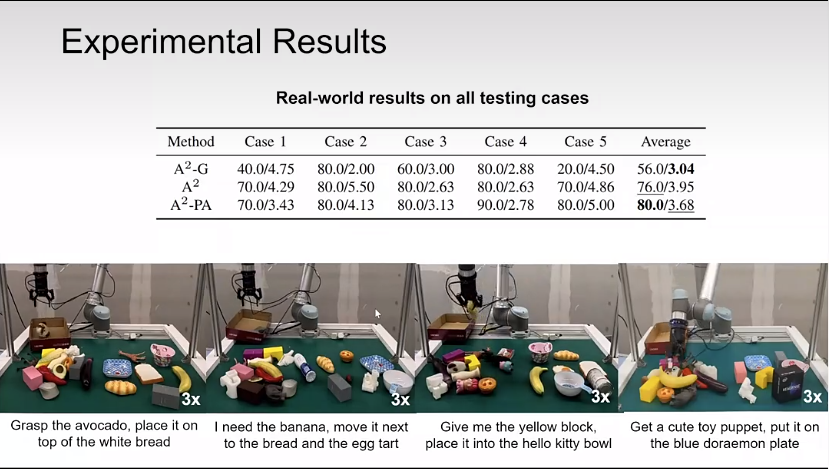 Experimental Results
Real-world results on all testing cases
Method Case 1 Case 2 Case 3 Case 4 Case 5 Average
A²-G 40.0/4.75 80.0/2.00 60.0/3.00 80.0/2.88 20.0/4.50 56.0/3.04
A² 70.0/4.29 80.0/5.50 80.0/2.63 80.0/2.63 70.0/4.86 76.0/3.95
A²-PA 70.0/3.43 80.0/4.13 80.0/3.13 90.0/2.78 80.0/5.00 80.0/3.68
3x 3x 3x 3x
Grasp the avocado, place it on
top of the white bread
I need the banana, move it next
to the bread and the egg tart
Give me the yellow block,
place it into the hello kitty bowl
Get a cute toy puppet, put it on
the blue doraemon plate